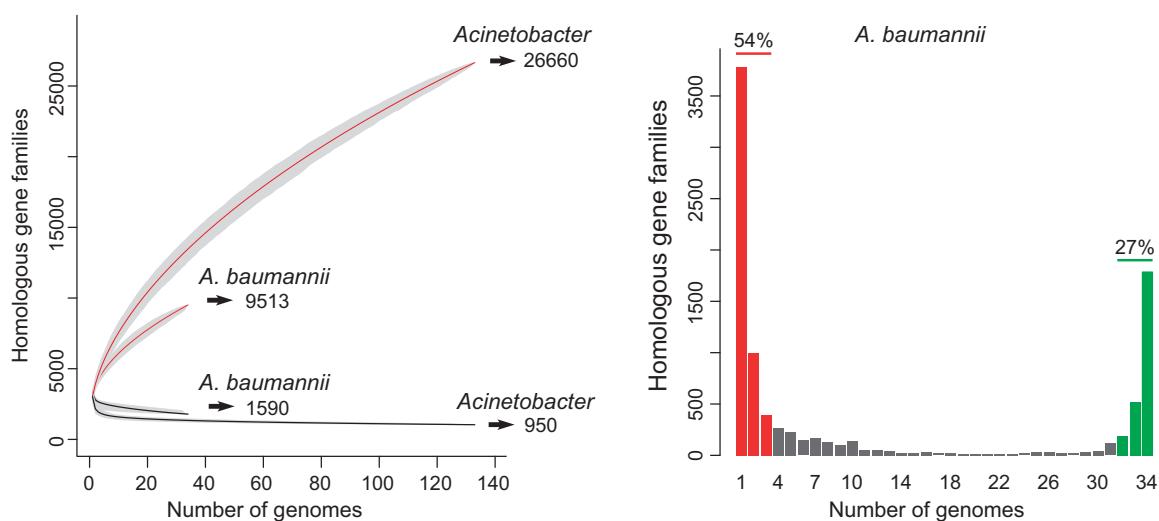 Homologous gene families
25000
15000
5000
0
Acinetobacter
26660
A. baumannii
9513
A. baumannii
1590
Acinetobacter
950
0 20 40 60 80 100 120 140
Number of genomes
A. baumannii
54%
27%
Homologous gene families
3500
2500
1500
500
0
1 4 7 10 14 18 22 26 30 34
Number of genomes